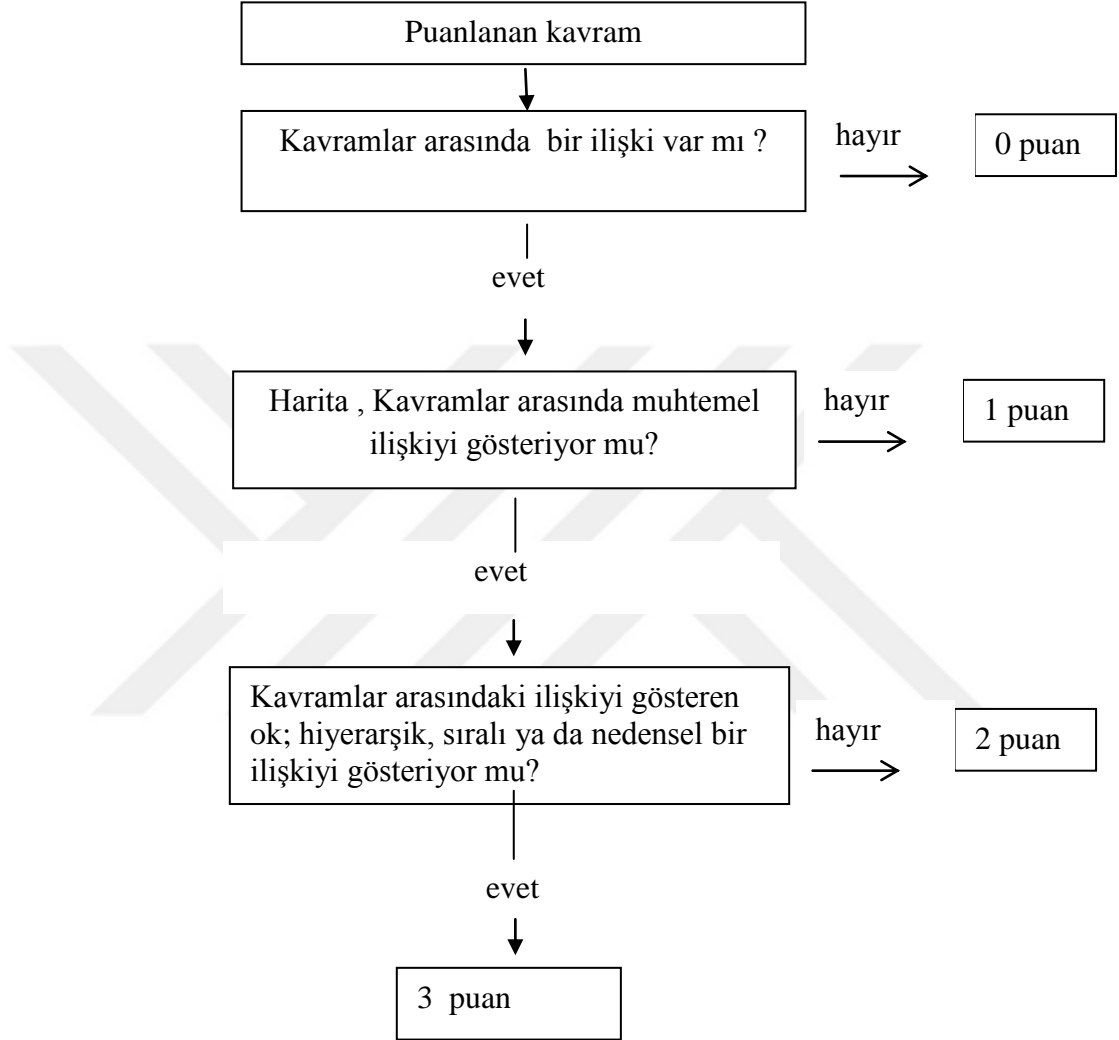 Puanlanan kavram
Kavramlar arasında bir ilişki var mı ?
hayır
0 puan
evet
Harita , Kavramlar arasında muhtemel
ilişkiyi gösteriyor mu?
hayır
1 puan
evet
Kavramlar arasındaki ilişkiyi gösteren
ok; hiyerarşik, sıralı ya da nedensel bir
ilişkiyi gösteriyor mu?
hayır
2 puan
evet
3 puan